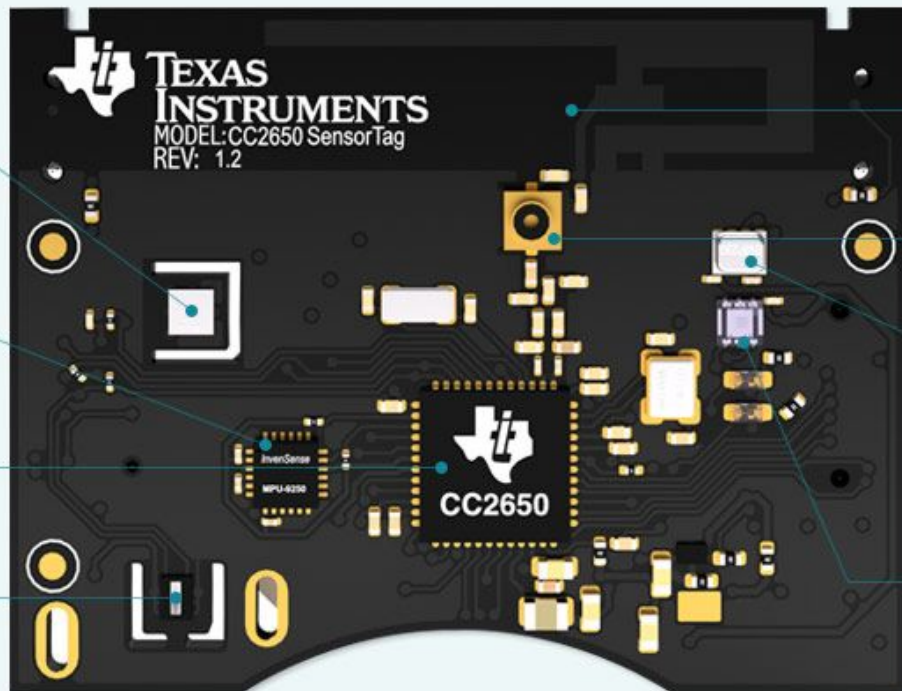 TEXAS
INSTRUMENTS
MODEL:CC2650 SensorTag
REV: 1.2
InvenSense
MPU-9250
CC2650